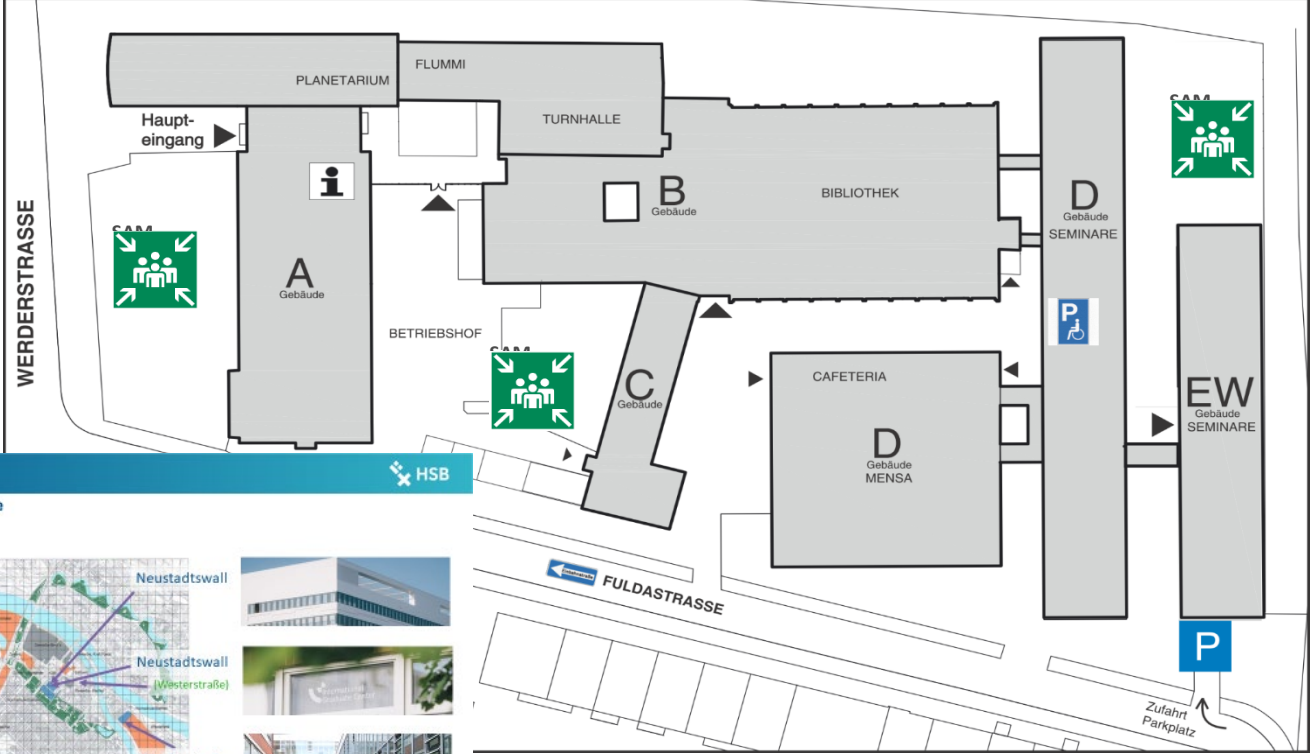 FLUMMI
PLANETARIUM
Haupt-
eingang
TURNHALLE
B
Gebäude
BIBLIOTHEK
D
Gebäude
SEMINARE
WERDERSTRASSE
A
Gebäude
BETRIEBSHOF
P
CAFETERIA
C
Gebäude
EW
Gebäude
SEMINARE
D
Gebäude
MENSA
HSB
Neustadtswall
Neustadtswall
(Westerstraße)
FULDASTRASSE
P
Zufahrt
Parkplatz